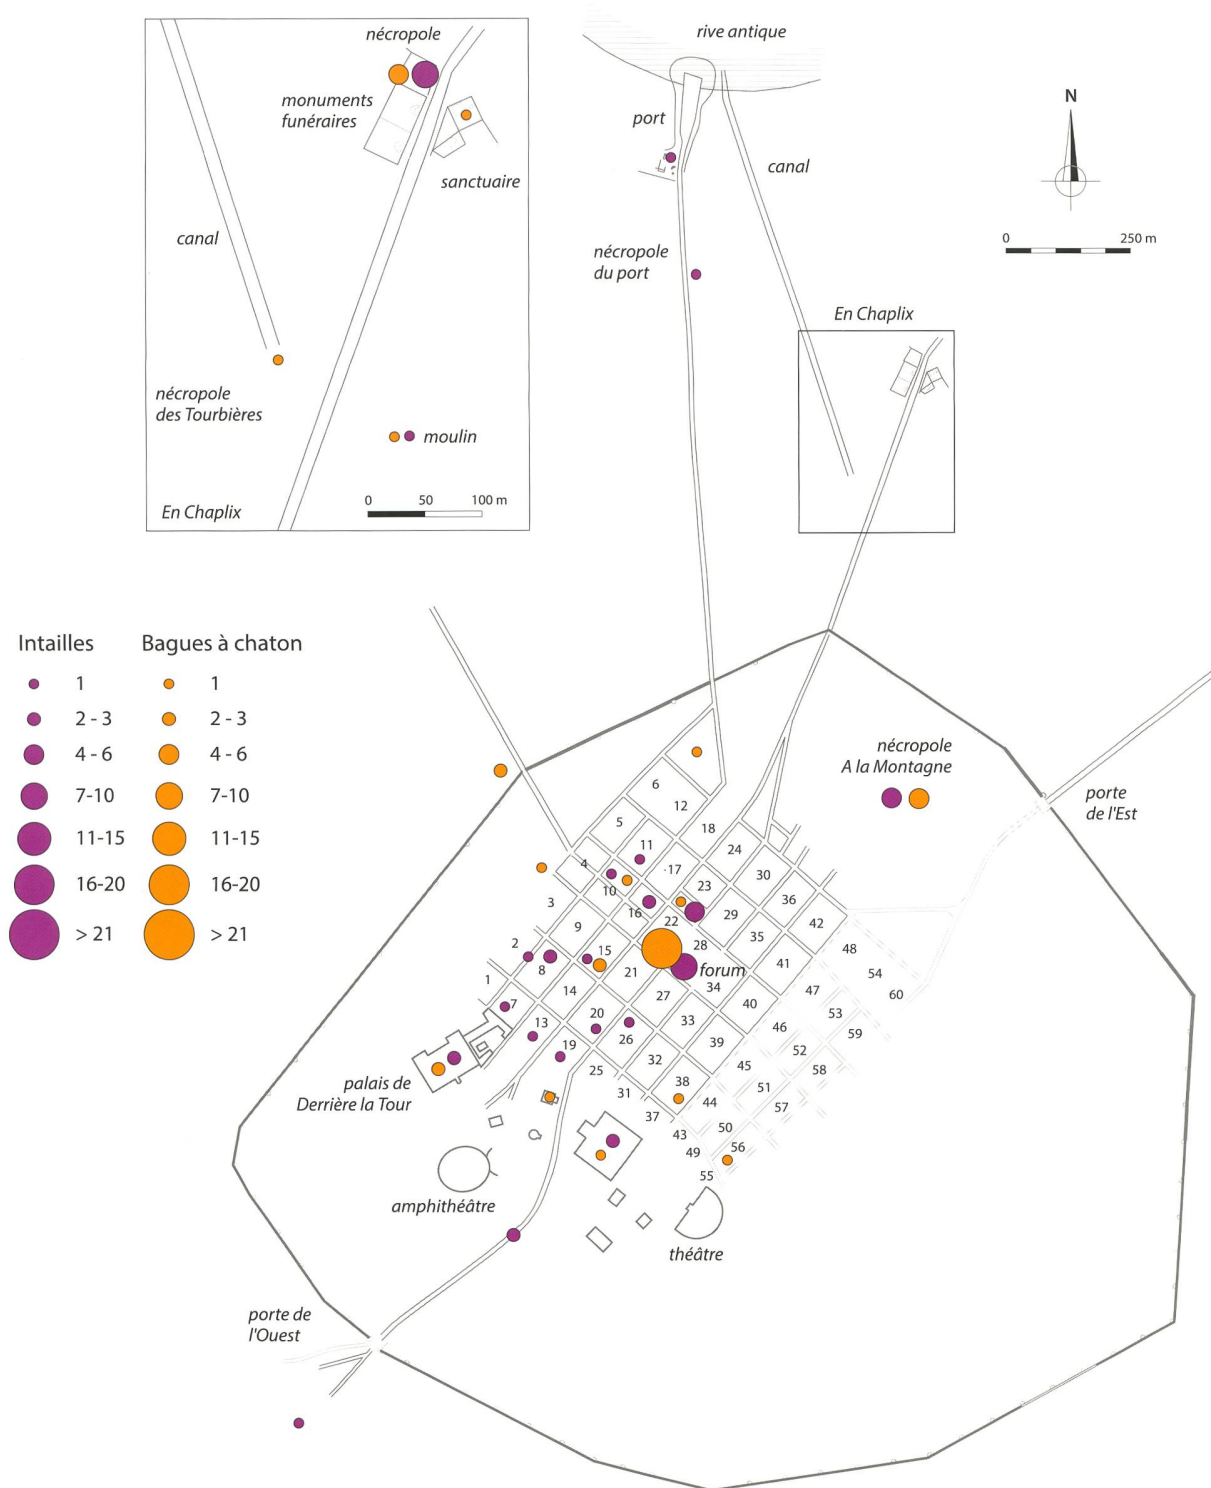 nécropole
monuments
funéraires
sanctuaire
canal
nécropole
des Tourbières
moulin
0 50 100 m
En Chaplix
rive antique
port
canal
nécropole
du port
En Chaplix
N
0 250 m
Intailles Bagues à chaton
1 1
2 - 3 2 - 3
4 - 6 4 - 6
7-10 7-10
11-15 11-15
16-20 16-20
> 21 > 21
nécropole
A la Montagne
porte
de l'Est
6
12
5
18
11
24
4
17
30
10
23
36
3
16
29
42
9
22
35
48
2
15
28
41
54
8
21
forum
34
47
60
1
14
27
40
53
7
20
33
46
59
13
26
39
52
19
32
45
58
25
38
51
31
44
57
37
50
43
56
49
55
palais de
Derrière la Tour
amphithéâtre
théâtre
porte de
l'Ouest